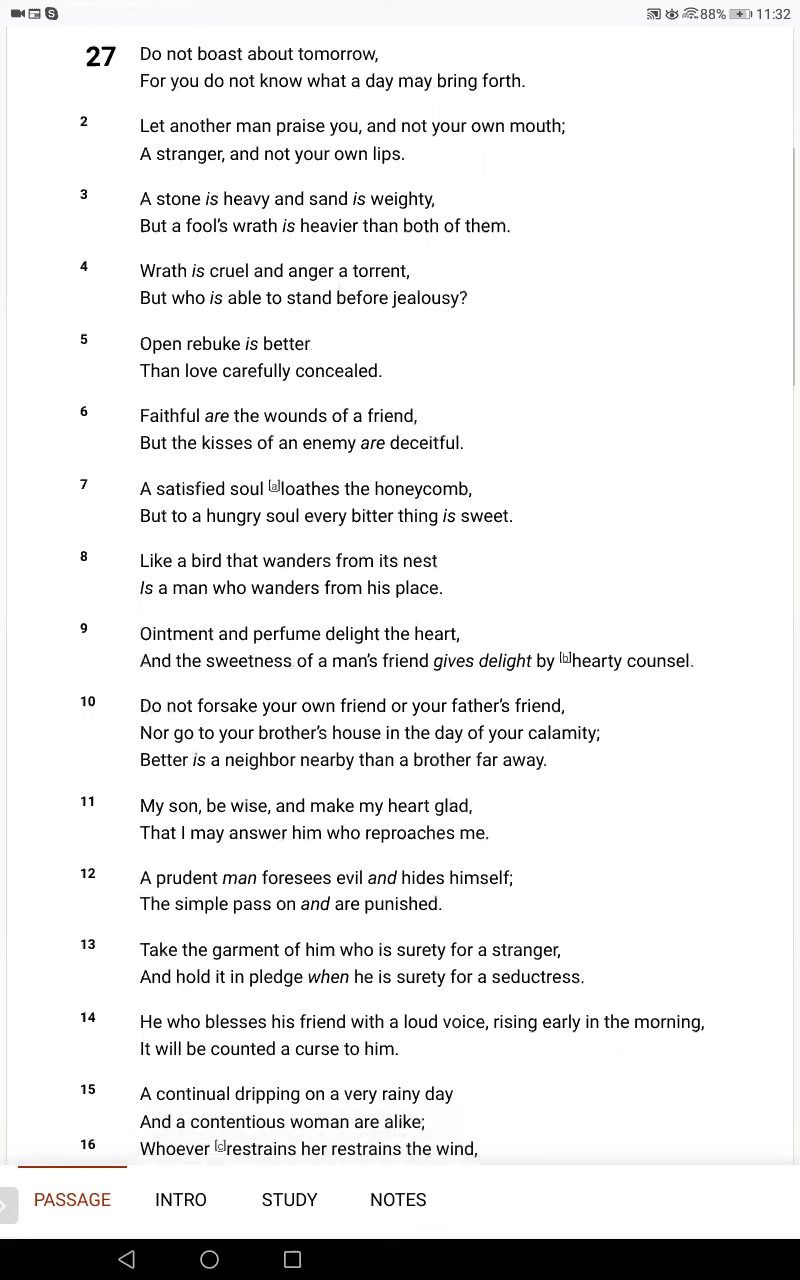 88% 11:32
27 Do not boast about tomorrow,
For you do not know what a day may bring forth.
2 Let another man praise you, and not your own mouth;
A stranger, and not your own lips.
3 A stone is heavy and sand is weighty,
But a fool’s wrath is heavier than both of them.
4 Wrath is cruel and anger a torrent,
But who is able to stand before jealousy?
5 Open rebuke is better
Than love carefully concealed.
6 Faithful are the wounds of a friend,
But the kisses of an enemy are deceitful.
7 A satisfied soul [a]loathes the honeycomb,
But to a hungry soul every bitter thing is sweet.
8 Like a bird that wanders from its nest
Is a man who wanders from his place.
9 Ointment and perfume delight the heart,
And the sweetness of a man’s friend gives delight by [b]hearty counsel.
10 Do not forsake your own friend or your father’s friend,
Nor go to your brother’s house in the day of your calamity;
Better is a neighbor nearby than a brother far away.
11 My son, be wise, and make my heart glad,
That I may answer him who reproaches me.
12 A prudent man foresees evil and hides himself;
The simple pass on and are punished.
13 Take the garment of him who is surety for a stranger,
And hold it in pledge when he is surety for a seductress.
14 He who blesses his friend with a loud voice, rising early in the morning,
It will be counted a curse to him.
15 A continual dripping on a very rainy day
And a contentious woman are alike;
16 Whoever [c]restrains her restrains the wind,
PASSAGE INTRO STUDY NOTES